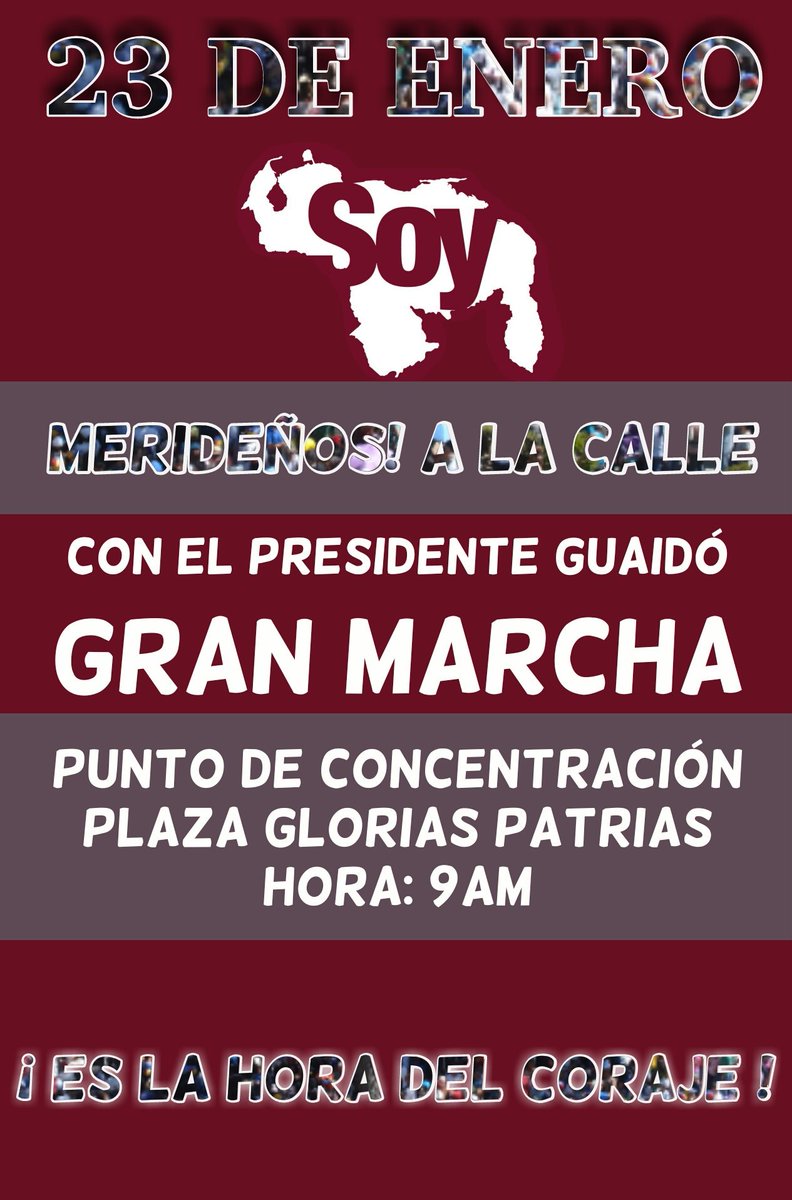 23 DE ENERO
Soy
MERIDEÑOS! A LA CALLE
CON EL PRESIDENTE GUAIDÓ
GRAN MARCHA
PUNTO DE CONCENTRACIÓN
PLAZA GLORIAS PATRIAS
HORA: 9AM
¡ ES LA HORA DEL CORAJE !